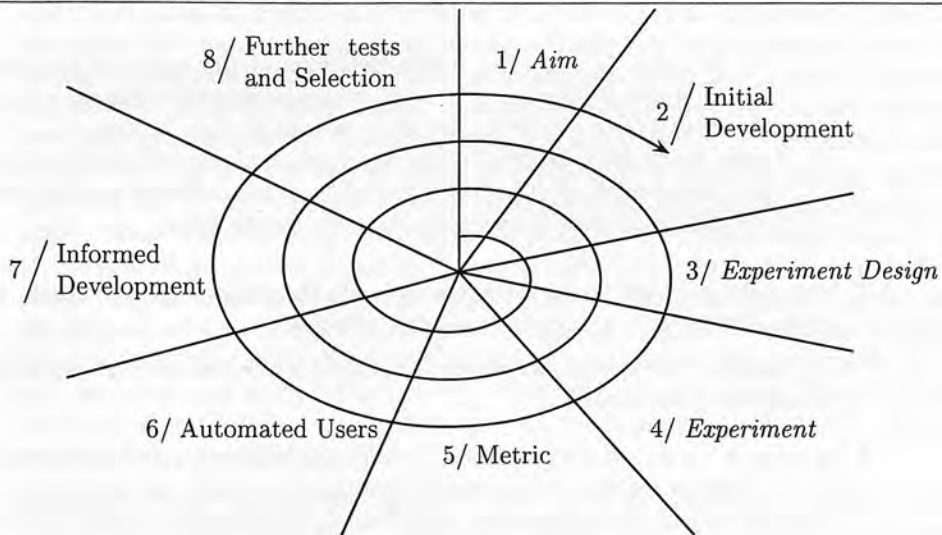 1/ Aim
2/ Initial
Development
3/ Experiment Design
4/ Experiment
5/ Metric
6/ Automated Users
7/ Informed
Development
8/ Further tests
and Selection